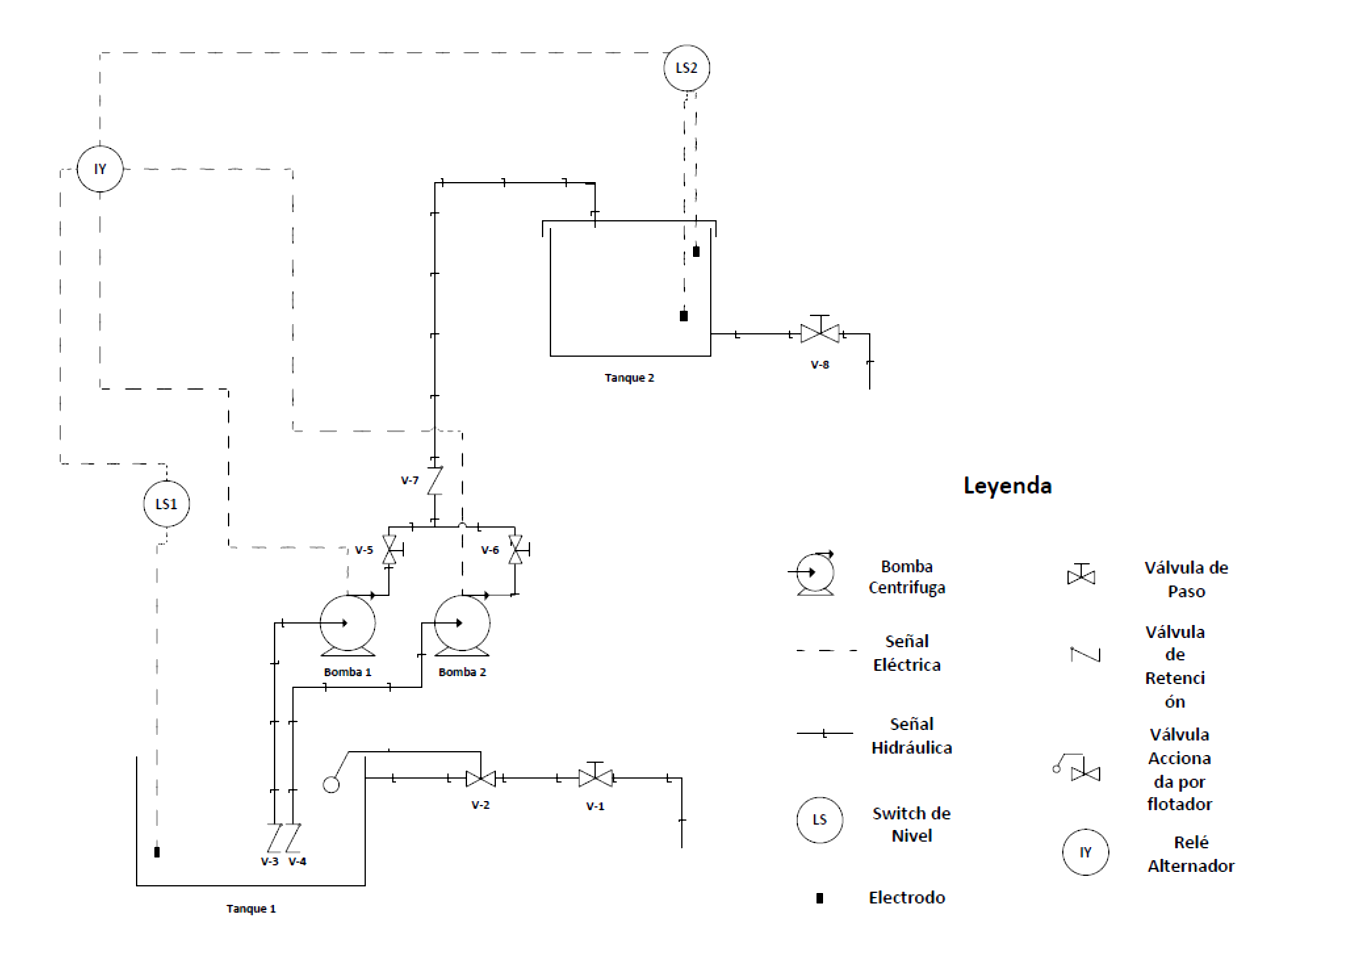 LS2
IY
Tanque 2
V-8
V-7
Leyenda
LS1
V-5
V-6
Bomba
Centrifuga
Válvula de
Paso
Señal
Eléctrica
Válvula
de
Retenci
ón
Bomba 1
Bomba 2
Señal
Hidráulica
Válvula
Acciona
da por
flotador
V-2
V-1
LS
Switch de
Nivel
V-3
V-4
IY
Relé
Alternador
Electrodo
Tanque 1